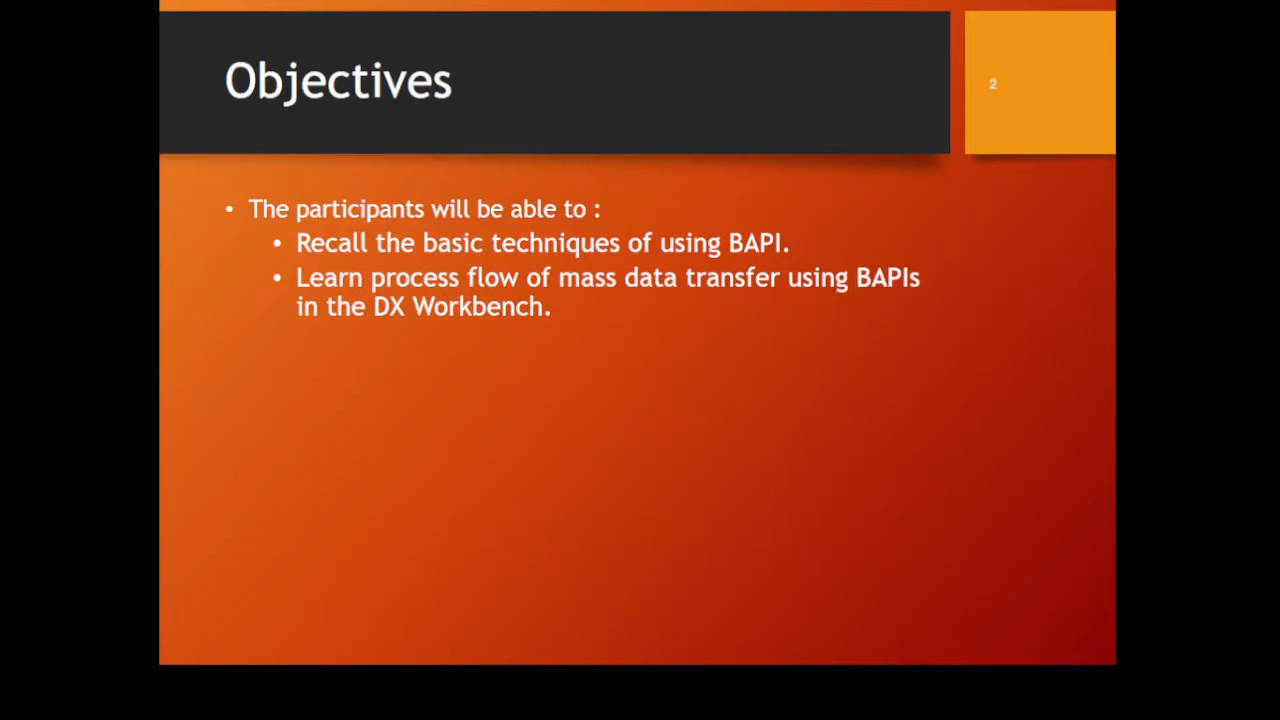 Objectives
2
• The participants will be able to :
• Recall the basic techniques of using BAPI.
• Learn process flow of mass data transfer using BAPIs
in the DX Workbench.